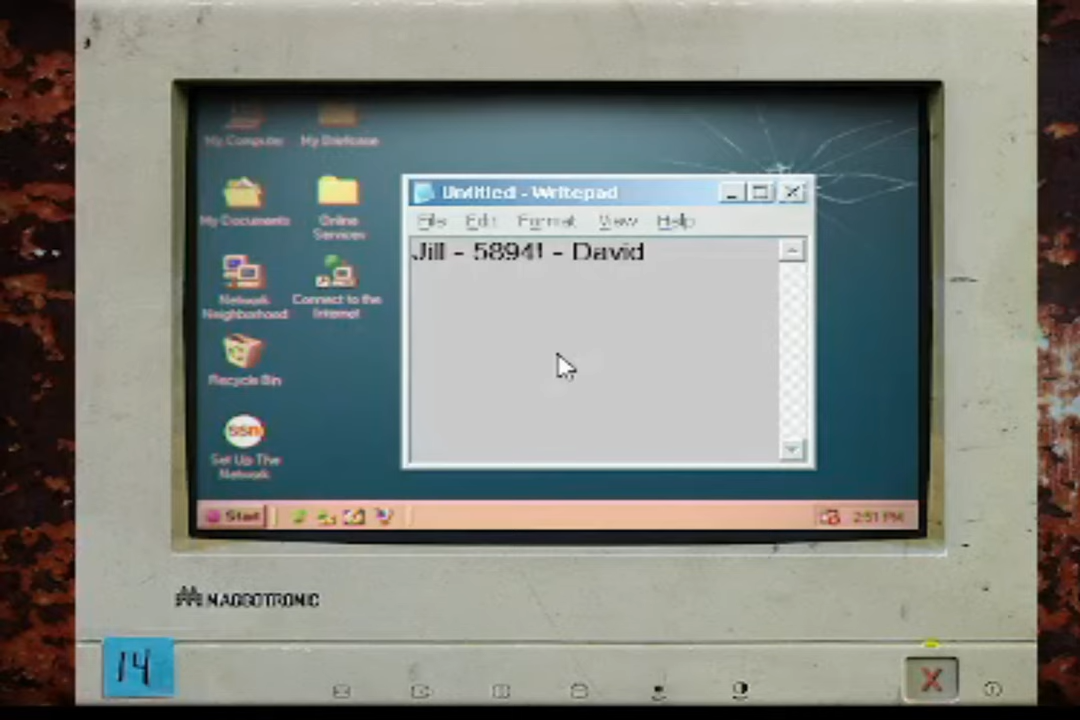 My Computer
My Briefcase
Untitled - Writepad
My Documents
Online
Services
File Edit Format View Help
Jill - 5894! - David
Network
Neighborhood
Connect to the
Internet
Recycle Bin
SSN
Set Up The
Network
Start
2:51 PM
MAGGOTRONIC
14
X